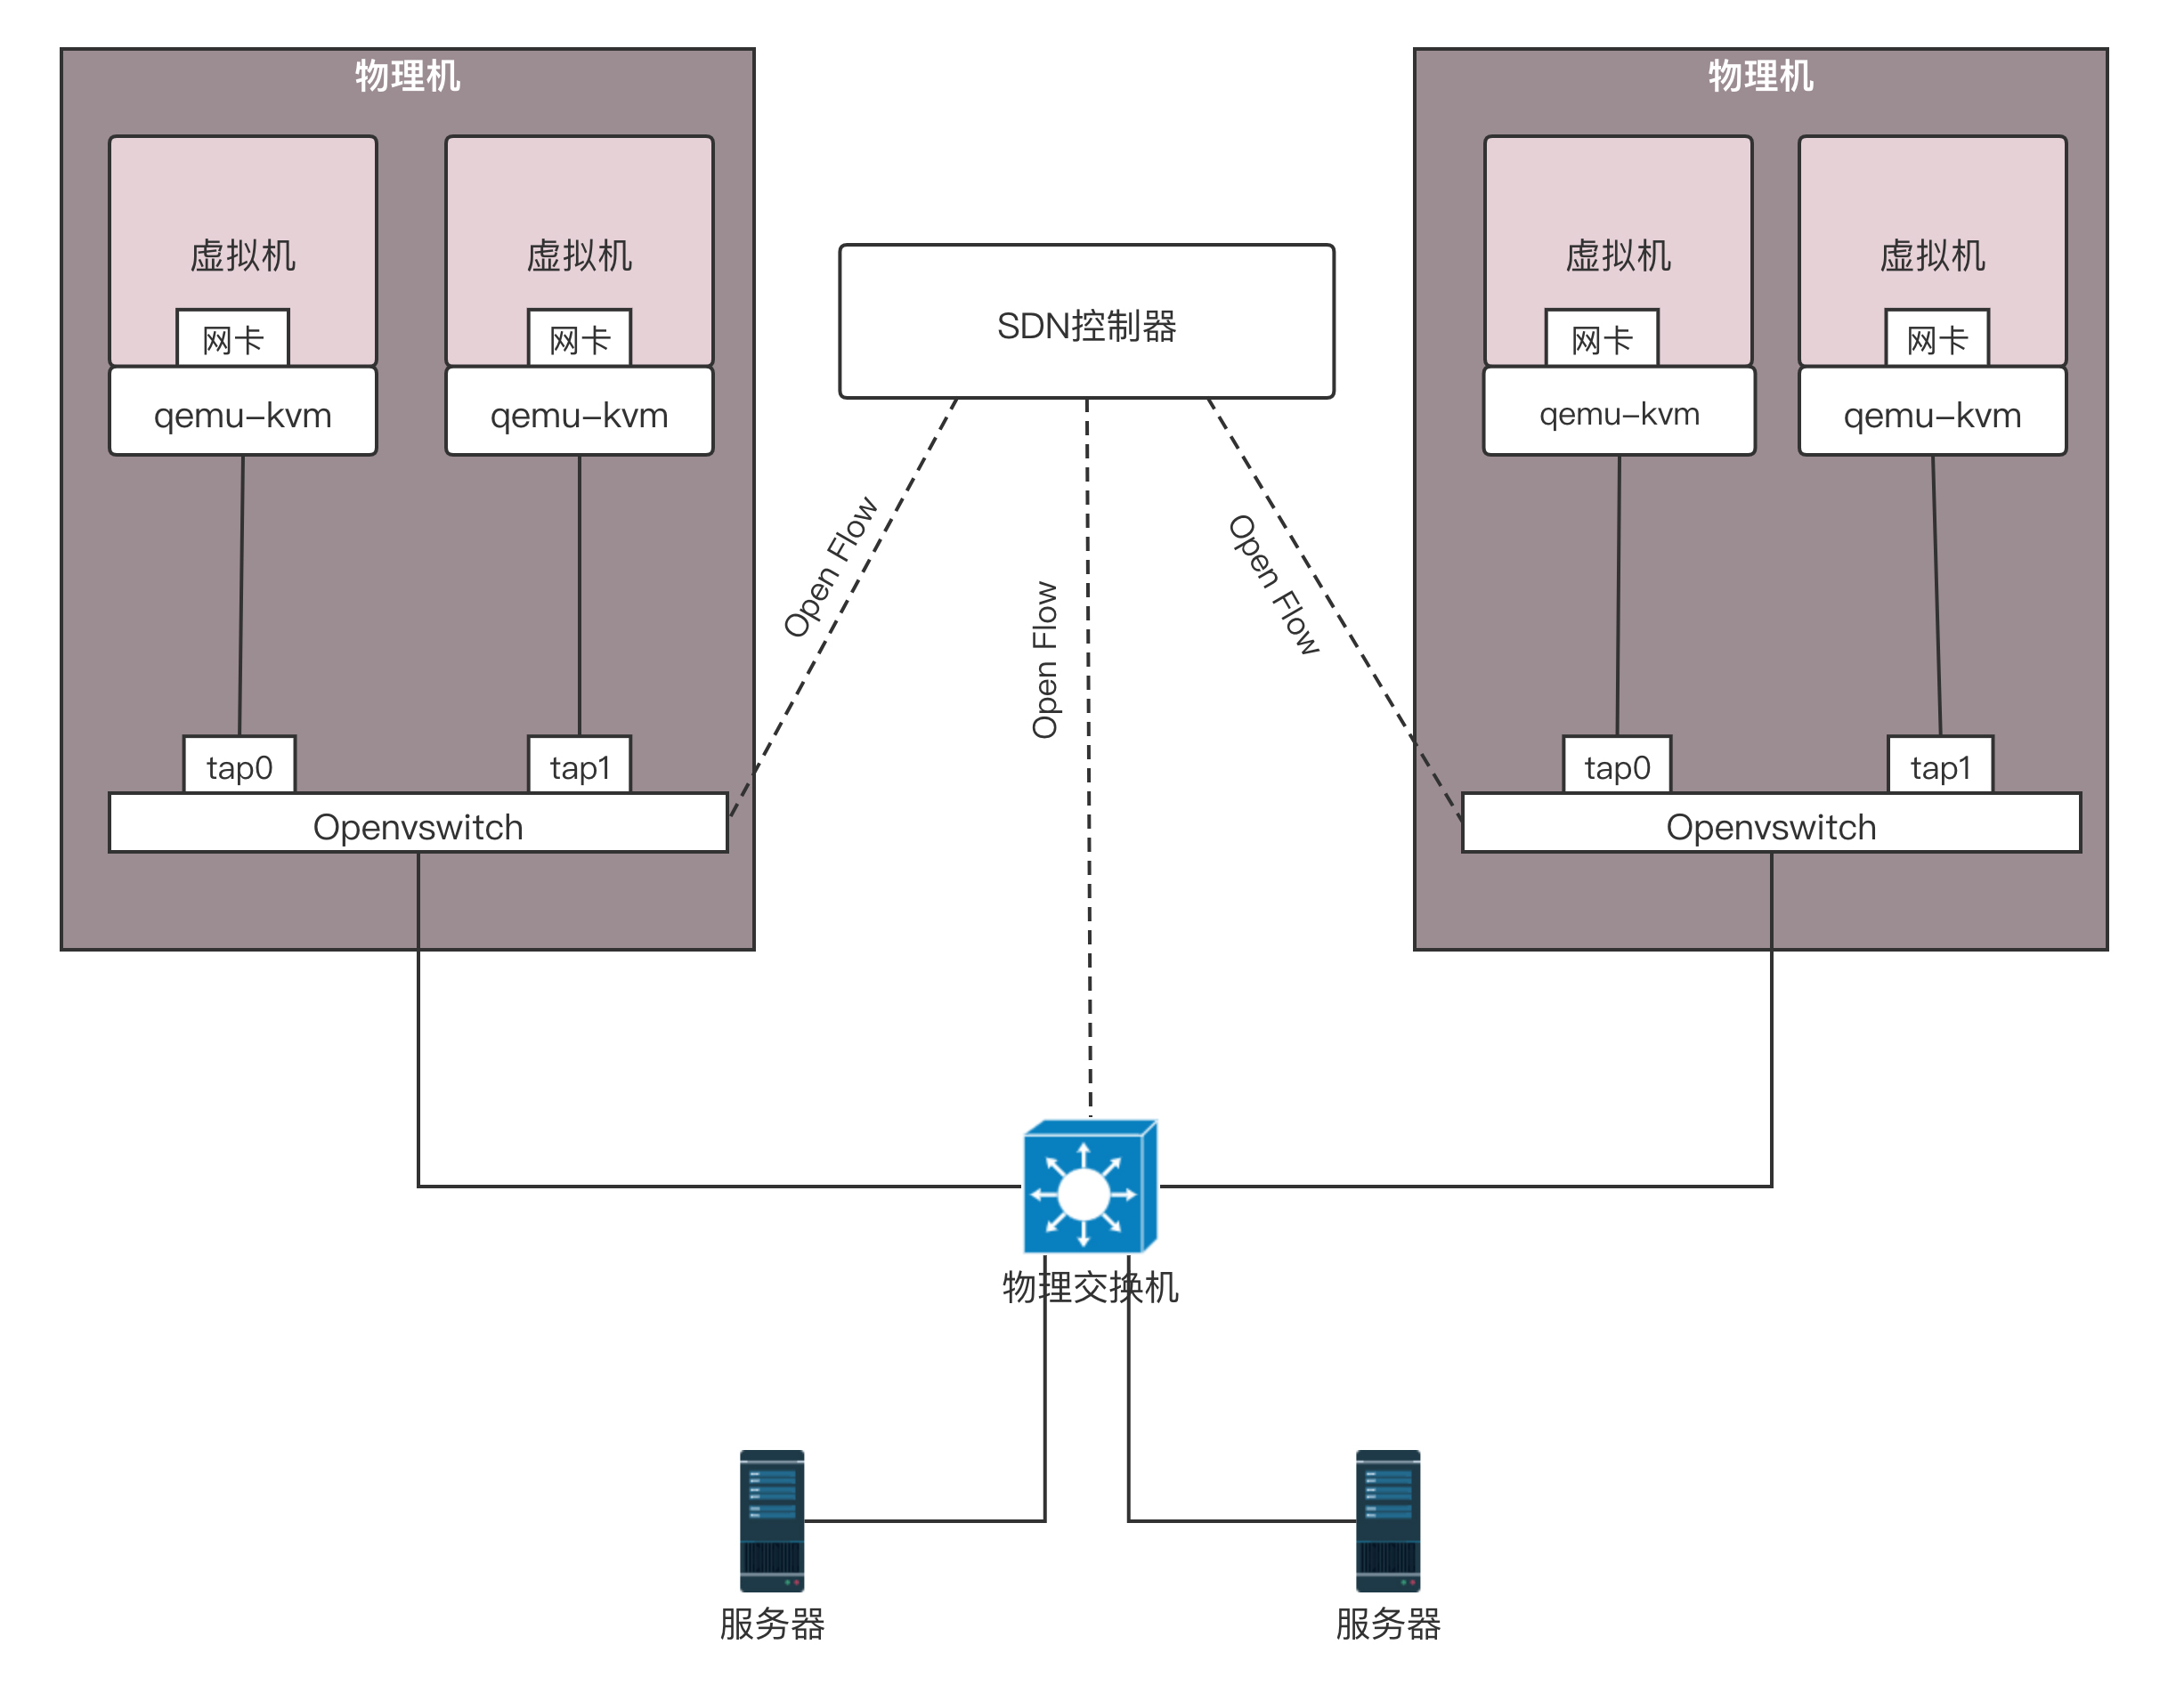 物理机
虚拟机
虚拟机
网卡
网卡
qemu-kvm
qemu-kvm
tap0
tap1
Openvswitch
SDN控制器
Open Flow
Open Flow
Open Flow
物理机
虚拟机
虚拟机
网卡
网卡
qemu-kvm
qemu-kvm
tap0
tap1
Openvswitch
物理交换机
服务器
服务器